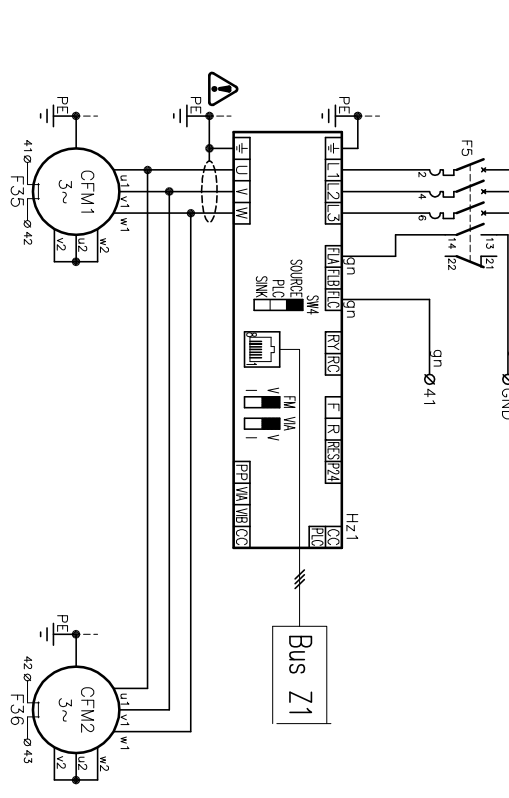 F5
2
4
6
14
13
22
21
GND
gn
41
PE
L1
L2
L3
FLA
FLB
FLC
gn
gn
RY
RC
F
R
RES
P24
Hz1
CC
PLC
SW4
SOURCE
PLC
SINK
8
1
V
FM
I
VIA
V
I
U
V
W
PP
VIA
VIB
CC
Bus Z1
PE
PE
CFM1
3~
u1
v1
w1
w2
u2
v2
41
42
F35
PE
CFM2
3~
u1
v1
w1
w2
u2
v2
42
43
F36